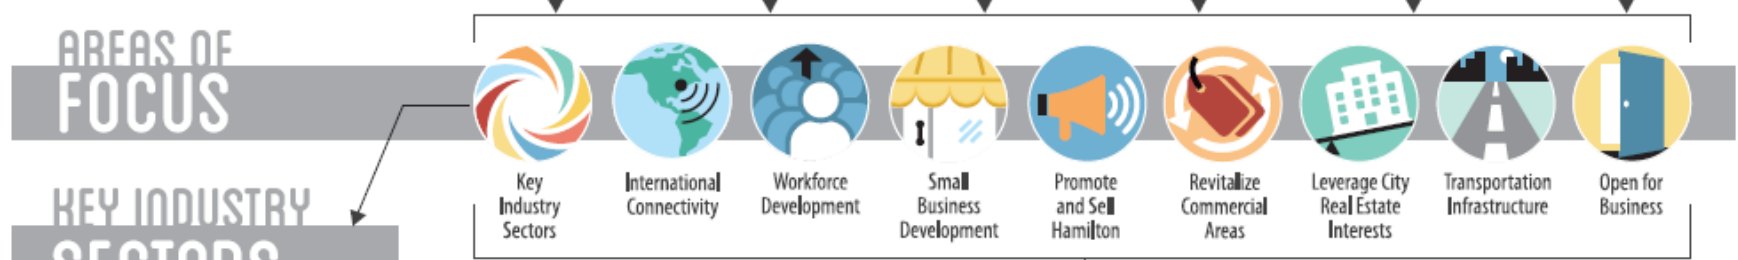 AREAS OF
FOCUS
Key
Industry
Sectors
International
Connectivity
Workforce
Development
Small
Business
Development
Promote
and Sell
Hamilton
Revitalize
Commercial
Areas
Leverage City
Real Estate
Interests
Transportation
Infrastructure
Open for
Business
KEY INDUSTRY
SECTORS